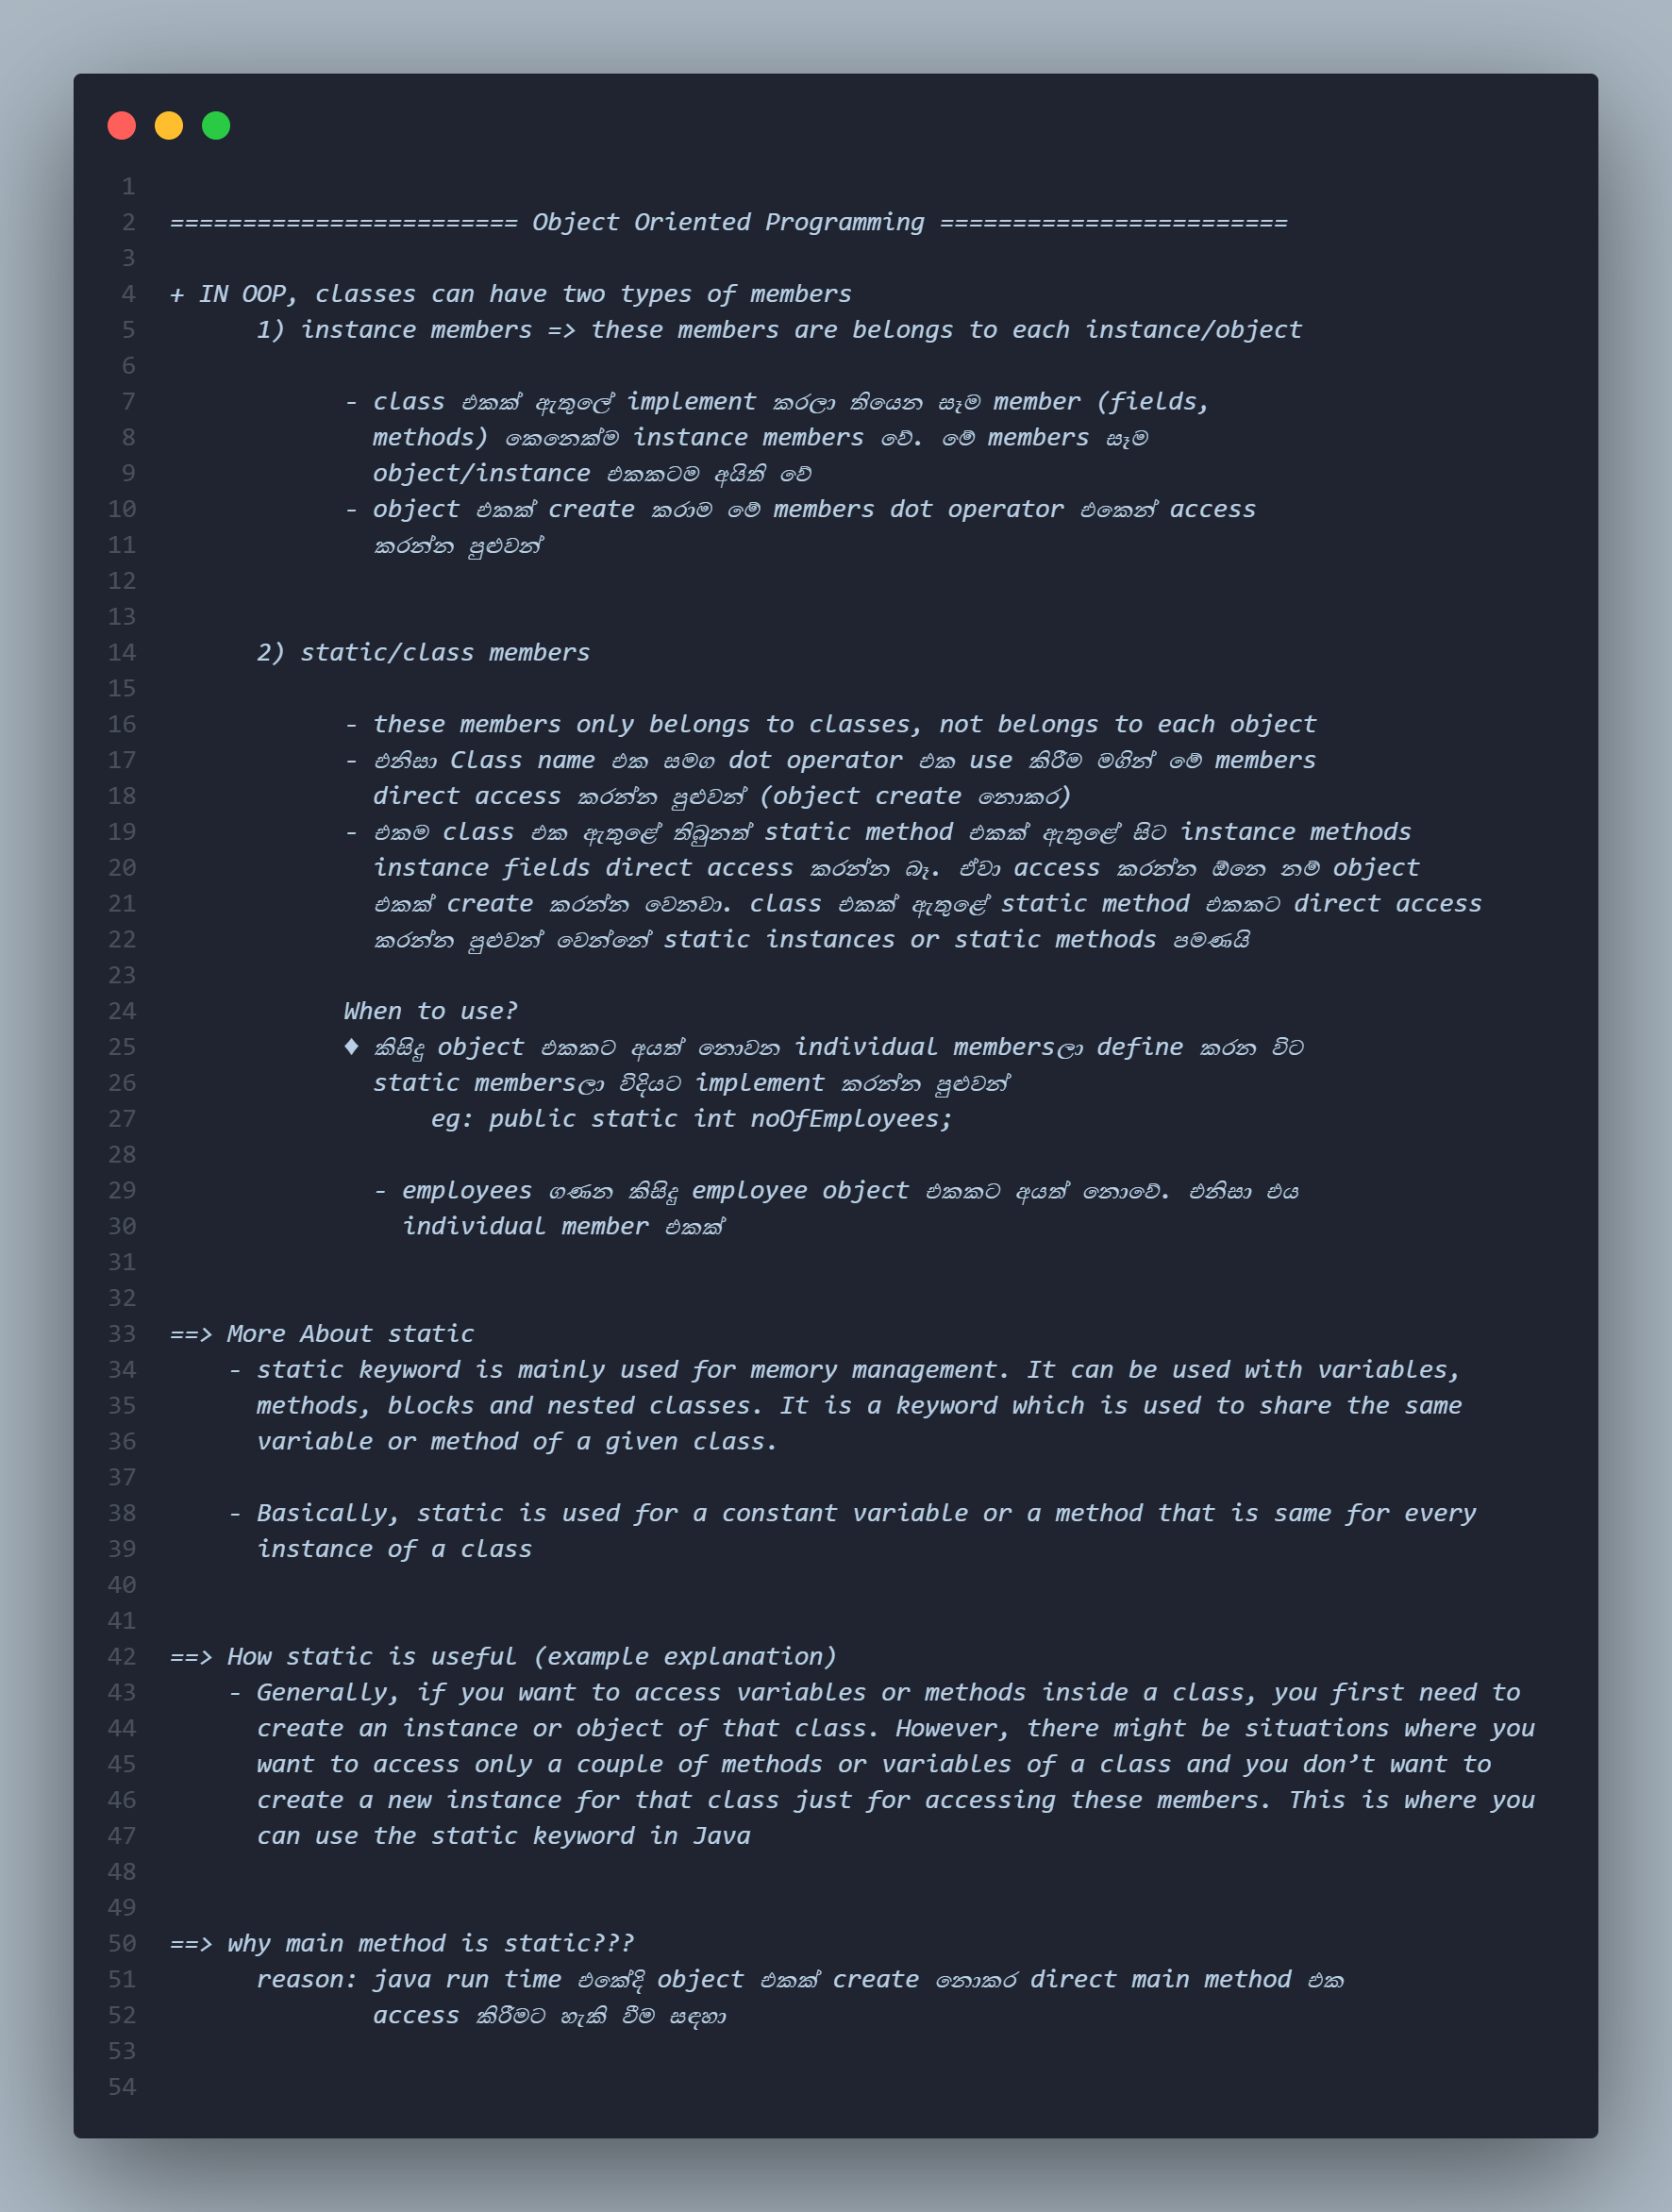 1
2 ======================== Object Oriented Programming ========================
3
4 + IN OOP, classes can have two types of members
5 1) instance members => these members are belongs to each instance/object
6
7 - class එකක් ඇතුලේ implement කරලා තියෙන සෑම member (fields,
8 methods) කෙනෙක්ම instance members වේ. මේ members සෑම
9 object/instance එකකටම අයිති වේ
10 - object එකක් create කරාම මේ members dot operator එකෙන් access
11 කරන්න පුළුවන්
12
13
14 2) static/class members
15
16 - these members only belongs to classes, not belongs to each object
17 - එනිසා Class name එක සමග dot operator එක use කිරීම මගින් මේ members
18 direct access කරන්න පුළුවන් (object create නොකර)
19 - එකම class එක ඇතුළේ තිබුනත් static method එකක් ඇතුළේ සිට instance methods
20 instance fields direct access කරන්න බෑ. ඒවා access කරන්න ඕනෙ නම් object
21 එකක් create කරන්න වෙනවා. class එකක් ඇතුළේ static method එකකට direct access
22 කරන්න පුළුවන් වෙන්නේ static instances or static methods පමණයි
23
24 When to use?
25 ♦ කිසිදු object එකකට අයත් නොවන individual membersලා define කරන විට
26 static membersලා විදියට implement කරන්න පුළුවන්
27 eg: public static int noOfEmployees;
28
29 - employees ගණන කිසිදු employee object එකකට අයත් නොවේ. එනිසා එය
30 individual member එකක්
31
32
33 ==> More About static
34 - static keyword is mainly used for memory management. It can be used with variables,
35 methods, blocks and nested classes. It is a keyword which is used to share the same
36 variable or method of a given class.
37
38 - Basically, static is used for a constant variable or a method that is same for every
39 instance of a class
40
41
42 ==> How static is useful (example explanation)
43 - Generally, if you want to access variables or methods inside a class, you first need to
44 create an instance or object of that class. However, there might be situations where you
45 want to access only a couple of methods or variables of a class and you don’t want to
46 create a new instance for that class just for accessing these members. This is where you
47 can use the static keyword in Java
48
49
50 ==> why main method is static???
51 reason: java run time එකේදි object එකක් create නොකර direct main method එක
52 access කිරීමට හැකි වීම සඳහා
53
54